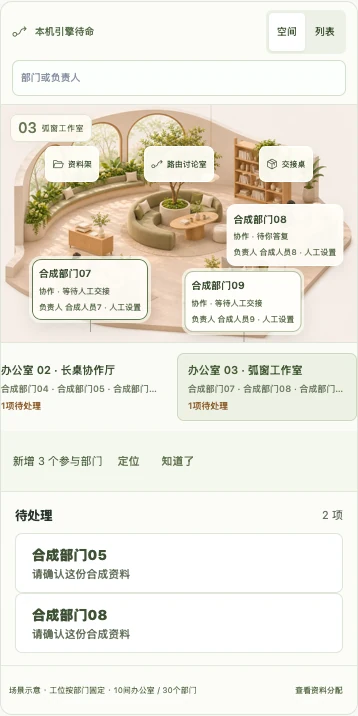 本机引擎待命
空间
列表
部门或负责人
03 弧窗工作室
资料架
路由讨论室
交接桌
合成部门08
协作 · 待你答复
负责人 合成人员8 · 人工设置
合成部门07
协作 · 等待人工交接
负责人 合成人员7 · 人工设置
合成部门09
协作 · 等待人工交接
负责人 合成人员9 · 人工设置
办公室 02 · 长桌协作厅
合成部门04 · 合成部门05 · 合成部门...
1项待处理
办公室 03 · 弧窗工作室
合成部门07 · 合成部门08 · 合成部门...
1项待处理
新增 3 个参与部门
定位
知道了
待处理
2 项
合成部门05
请确认这份合成资料
合成部门08
请确认这份合成资料
场景示意 · 工位按部门固定 · 10间办公室 / 30个部门
查看资料分配